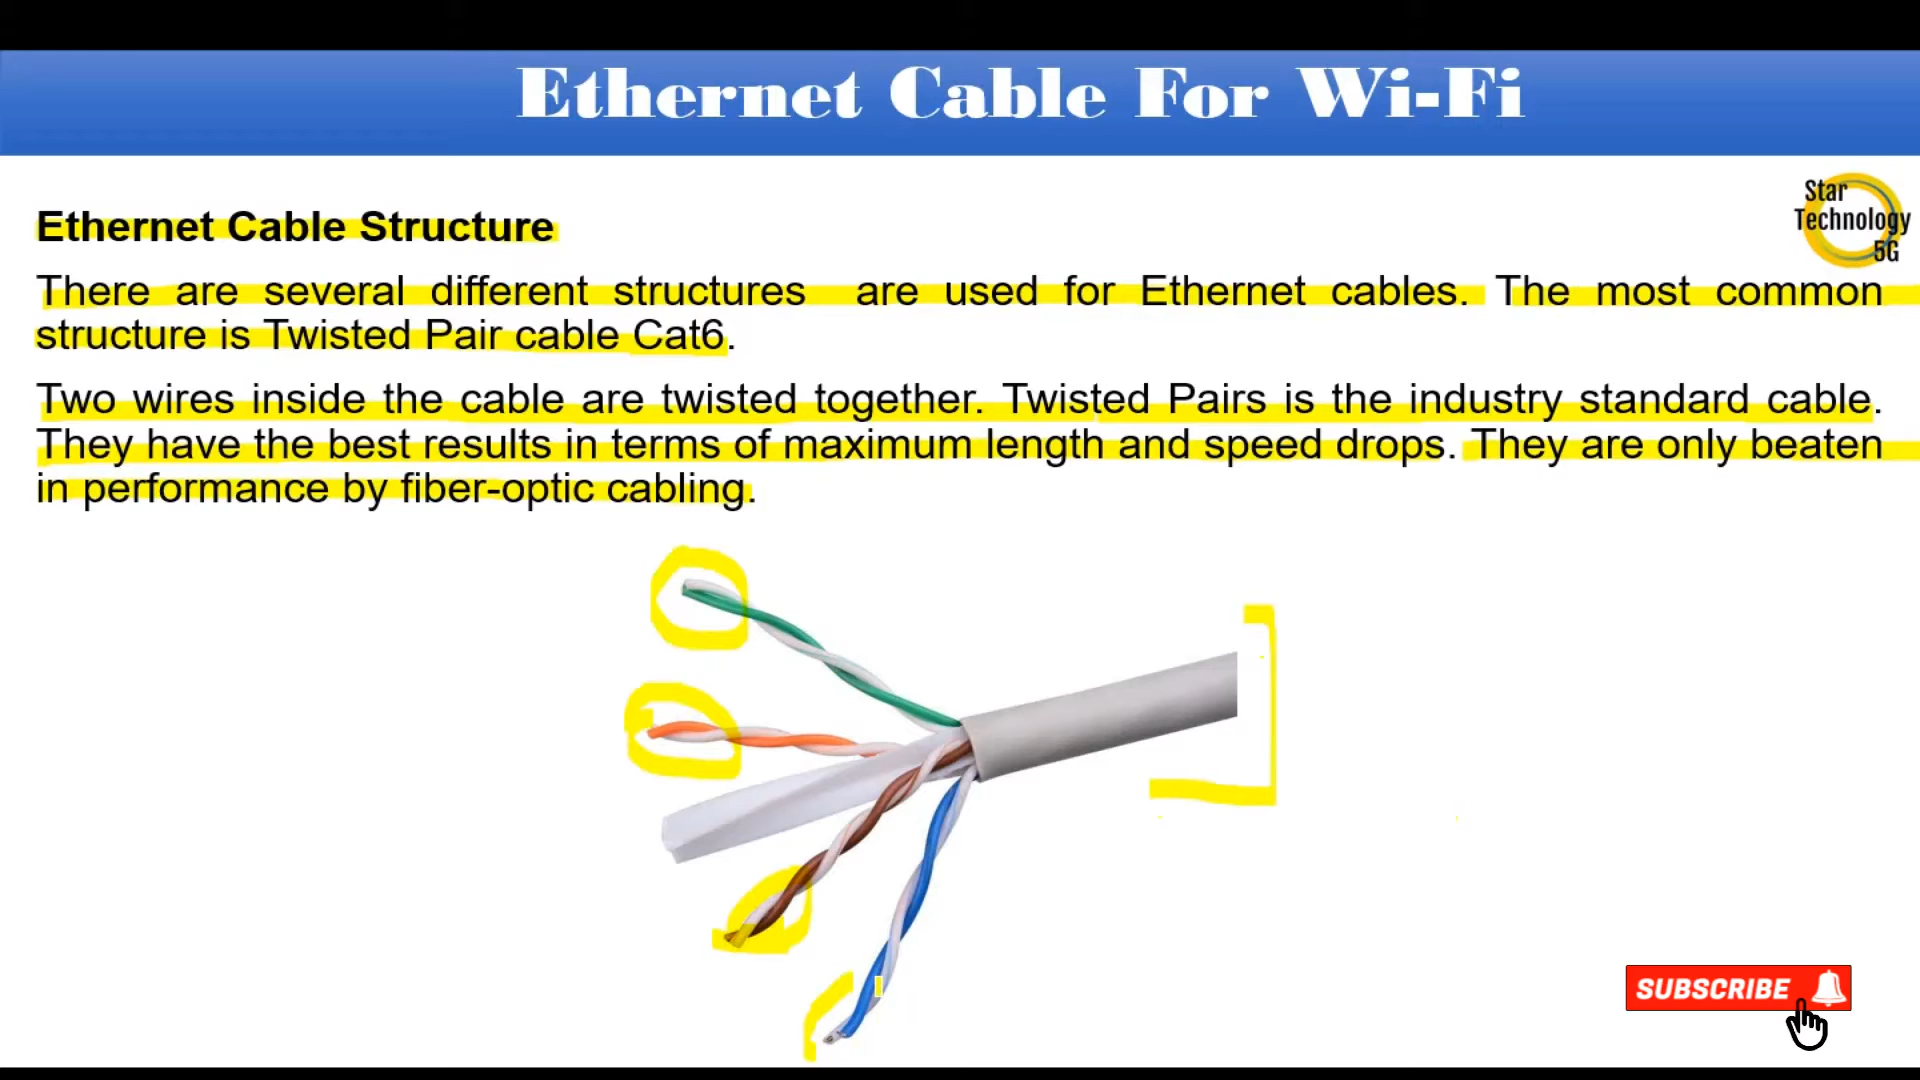 Ethernet Cable For Wi-Fi
Star
Technology
5G
Ethernet Cable Structure
There are several different structures are used for Ethernet cables. The most common
structure is Twisted Pair cable Cat6.
Two wires inside the cable are twisted together. Twisted Pairs is the industry standard cable.
They have the best results in terms of maximum length and speed drops. They are only beaten
in performance by fiber-optic cabling.
SUBSCRIBE